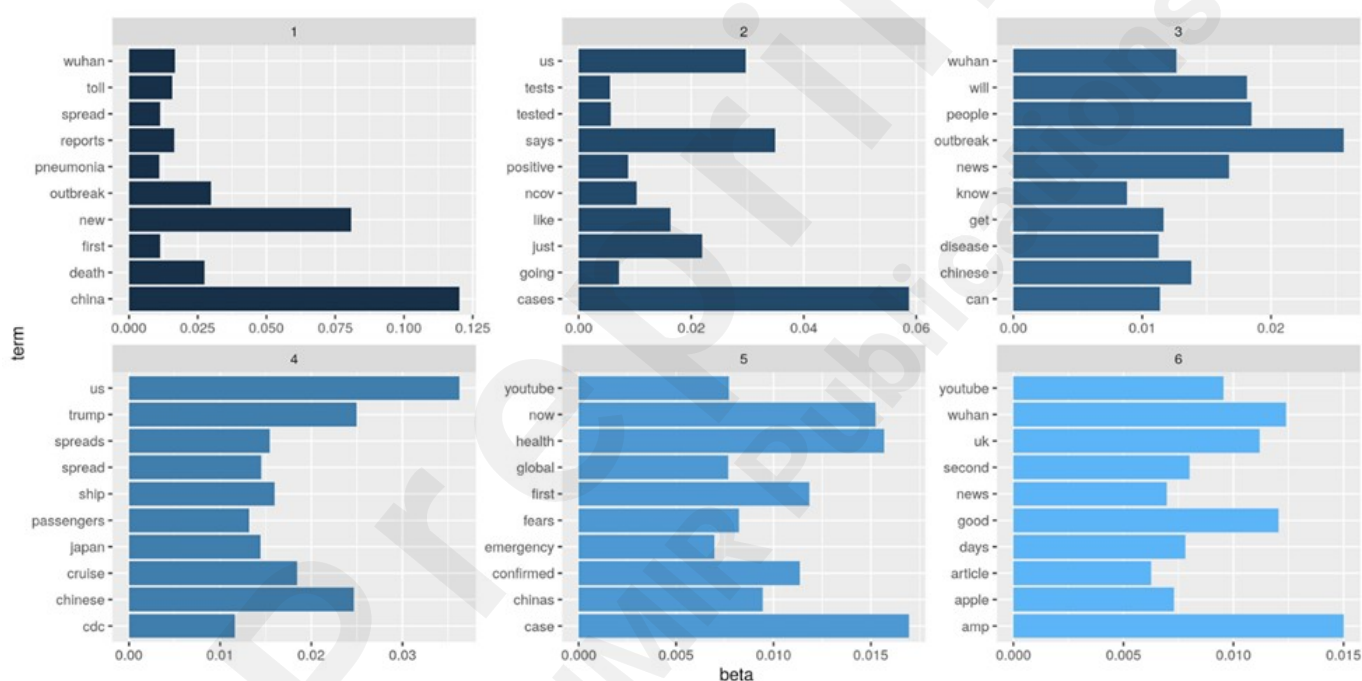 1
wuhan
toll
spread
reports
pneumonia
outbreak
new
first
death
china
0.000 0.025 0.050 0.075 0.100 0.125
2
us
tests
tested
says
positive
ncov
like
just
going
cases
0.00 0.02 0.04 0.06
3
wuhan
will
people
outbreak
news
know
get
disease
chinese
can
0.00 0.01 0.02
term
4
us
trump
spreads
spread
ship
passengers
japan
cruise
chinese
cdc
0.00 0.01 0.02 0.03
5
youtube
now
health
global
first
fears
emergency
confirmed
chinas
case
0.000 0.005 0.010 0.015
6
youtube
wuhan
uk
second
news
good
days
article
apple
amp
0.000 0.005 0.010 0.015
beta
Preprint
JMIR Publications